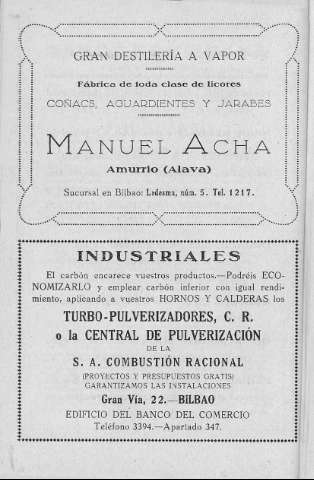 GRAN DESTILERÍA A VAPOR
Fábrica de toda clase de licores
COÑACS, AGUARDIENTES Y JARABES
MANUEL ACHA
Amurrio (Alava)
Sucursal en Bilbao: Ledesma, núm. 5. Tel. 1217.
INDUSTRIALES
El carbón encarece vuestros productos.—Podréis ECO-
NOMIZARLO y emplear carbón inferior con igual rendi-
miento, aplicando a vuestros HORNOS Y CALDERAS los
TURBO-PULVERIZADORES, C. R.
o la CENTRAL DE PULVERIZACIÓN
DE LA
S. A. COMBUSTIÓN RACIONAL
(PROYECTOS Y PRESUPUESTOS GRATIS)
GARANTIZAMOS LAS INSTALACIONES
Gran Vía, 22.—BILBAO
EDIFICIO DEL BANCO DEL COMERCIO
Teléfono 3394.—Apartado 347.